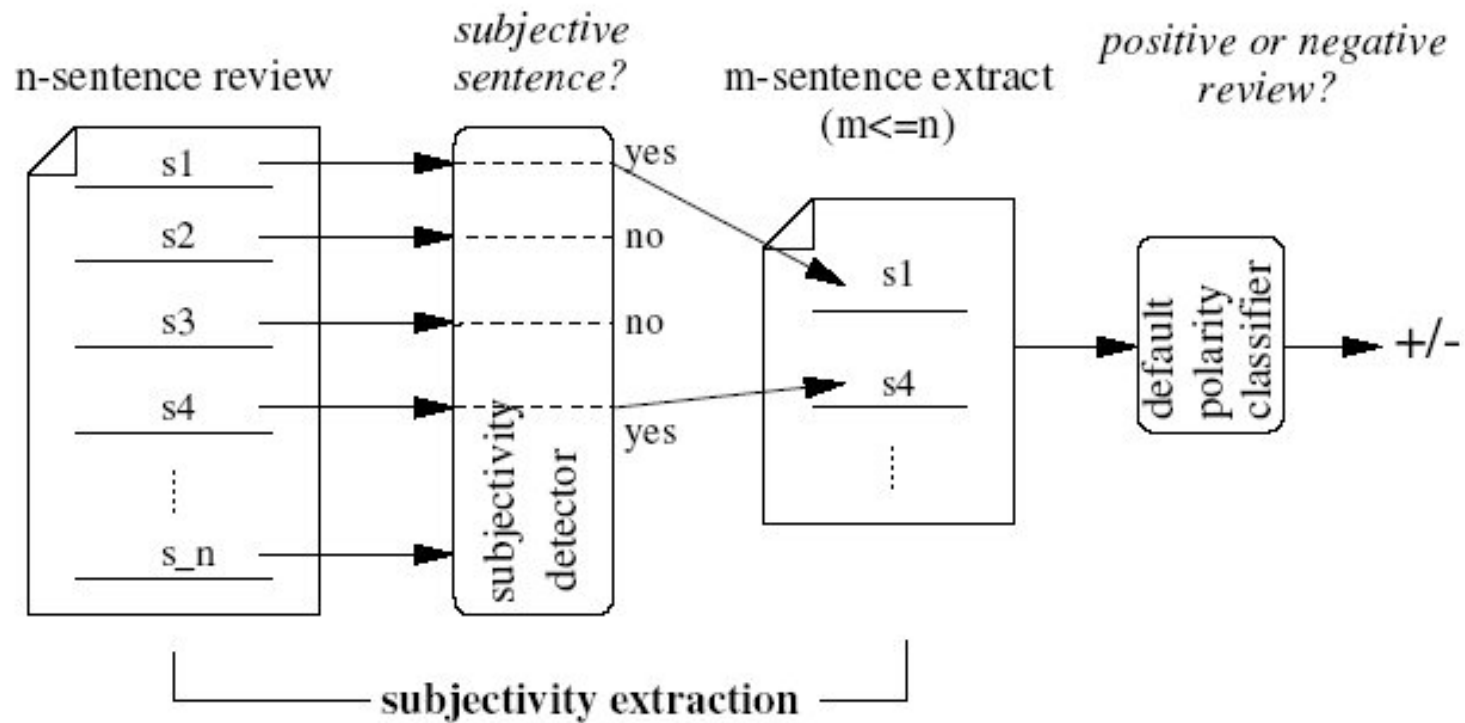 n-sentence review
s1
s2
s3
s4
s_n
subjective
sentence?
subjectivity
detector
yes
no
no
yes
m-sentence extract
(m<=n)
s1
s4
positive or negative
review?
default
polarity
classifier
+/-
subjectivity extraction